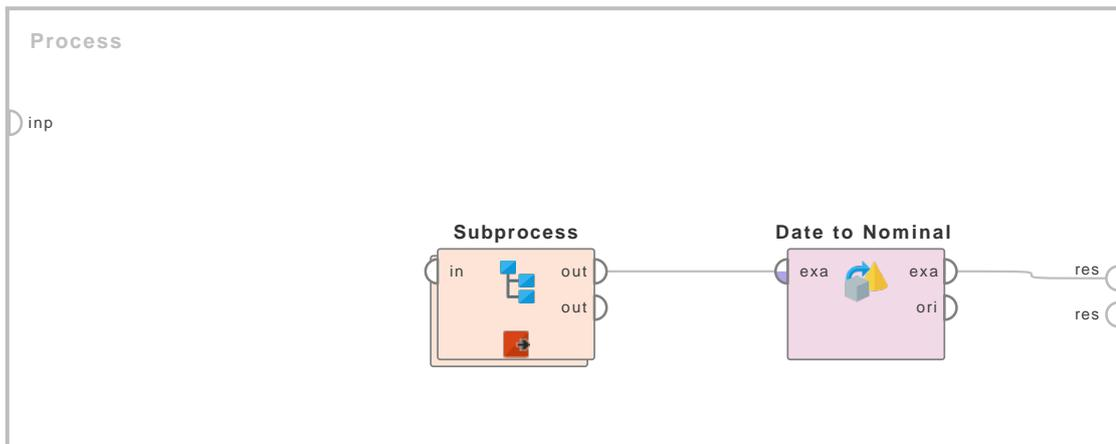 Process
inp
Subprocess
Date to Nominal
in
out
exa
exa
res
out
ori
res